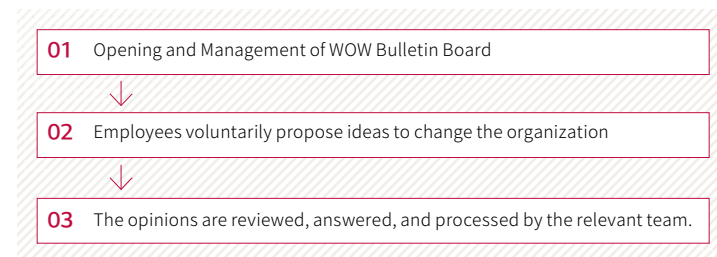 01 Opening and Management of WOW Bulletin Board
02 Employees voluntarily propose ideas to change the organization
03 The opinions are reviewed, answered, and processed by the relevant team.